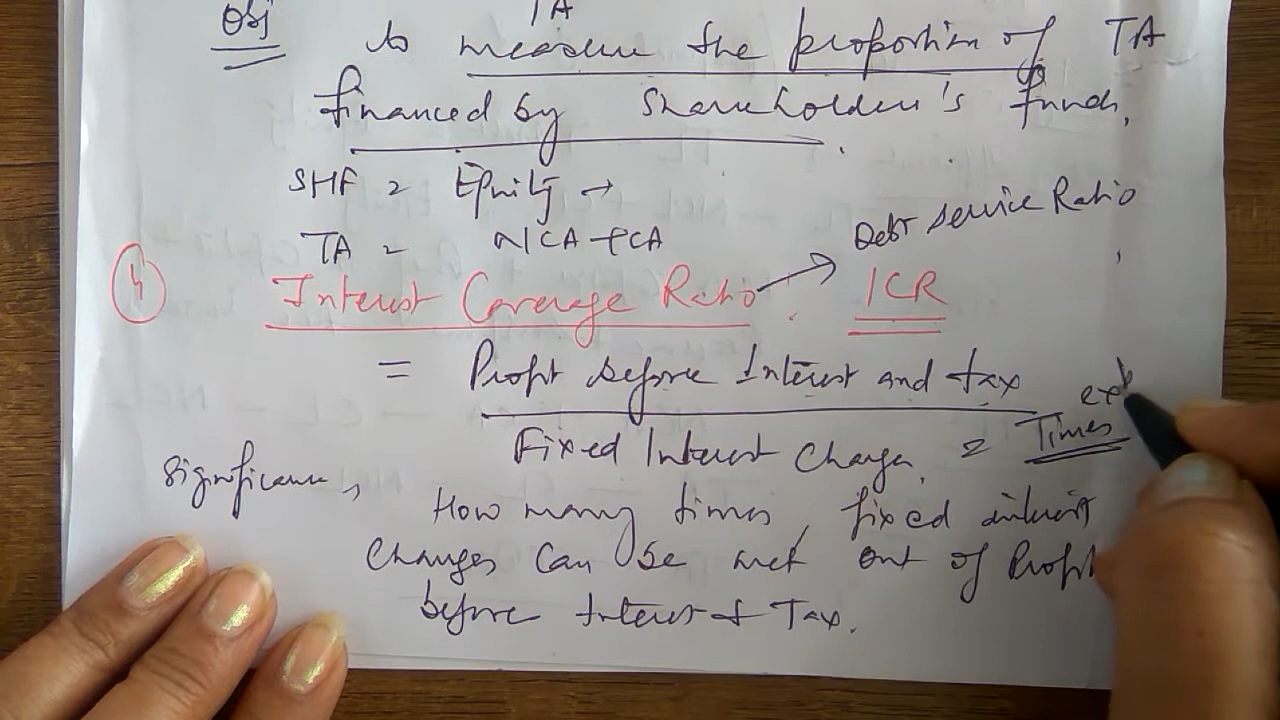 Obj
TA
to measure the proportion of TA
financed by Shareholder's funds.
SHF = Equity →
TA = NCA + CA
Debt Service Ratio
④ Interest Coverage Ratio → ICR
= Profit before Interest and tax
Fixed Interest Charges = Times
Significance,
How many times, fixed interest
Charges Can be met out of Profit
before Interest & Tax.